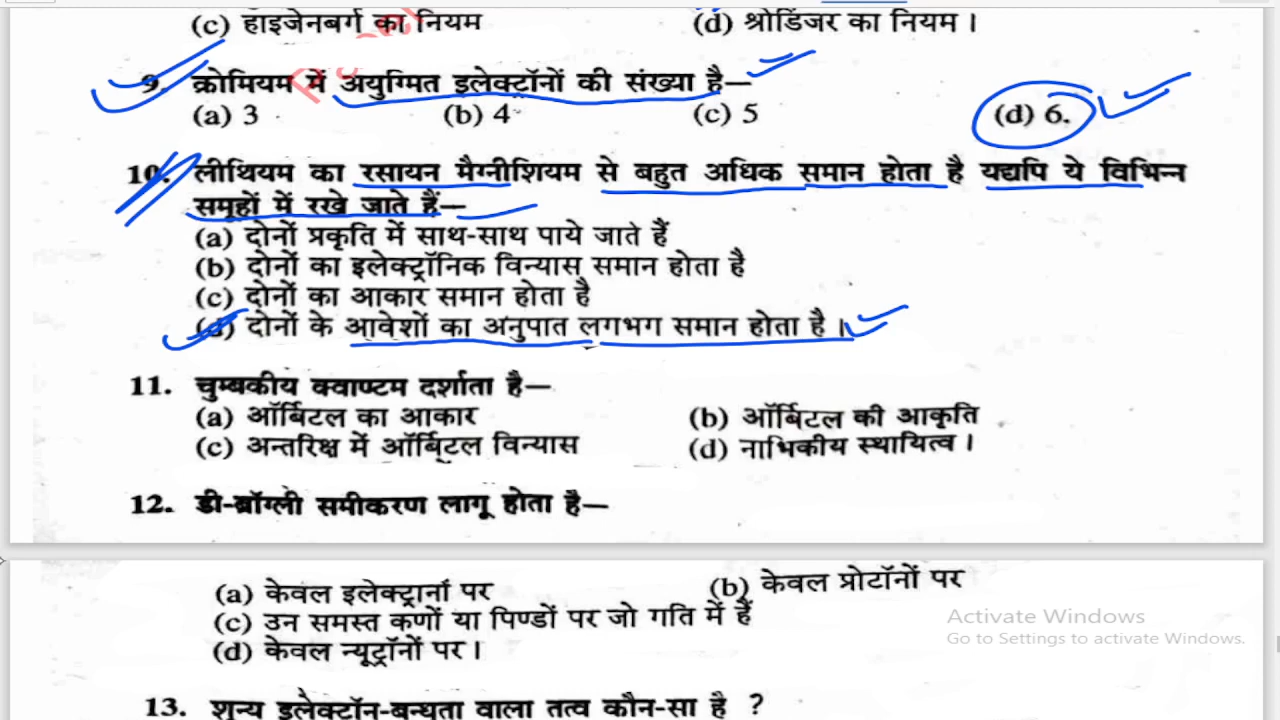 (c) हाइजेनबर्ग का नियम (d) श्रोडिंजर का नियम ।
9. क्रोमियम में अयुग्मित इलेक्टॉनों की संख्या है—
(a) 3 (b) 4 (c) 5 (d) 6.
10. लीथियम का रसायन मैग्नीशियम से बहुत अधिक समान होता है यद्यपि ये विभिन्न
समूहों में रखे जाते हैं—
(a) दोनों प्रकृति में साथ-साथ पाये जाते हैं
(b) दोनों का इलेक्ट्रॉनिक विन्यास समान होता है
(c) दोनों का आकार समान होता है
(d) दोनों के आवेशों का अनुपात लगभग समान होता है ।
11. चुम्बकीय क्वाण्टम दर्शाता है—
(a) ऑर्बिटल का आकार (b) ऑर्बिटल की आकृति
(c) अन्तरिक्ष में ऑर्बिटल विन्यास (d) नाभिकीय स्थायित्व ।
12. डी-ब्रॉग्ली समीकरण लागू होता है—
(a) केवल इलेक्ट्रानों पर (b) केवल प्रोटॉनों पर
(c) उन समस्त कणों या पिण्डों पर जो गति में हैं
(d) केवल न्यूट्रॉनों पर ।
Activate Windows
Go to Settings to activate Windows.
13. शून्य इलेक्टॉन-बन्धुता वाला तत्व कौन-सा है ?